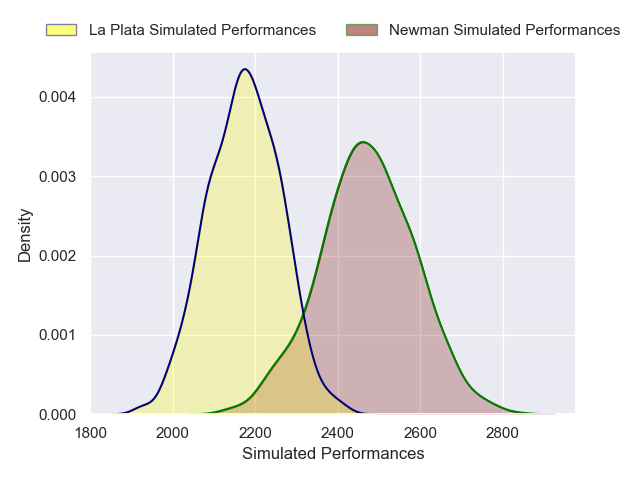 La Plata Simulated Performances Newman Simulated Performances
0.004
0.003
0.002
0.001
0.000
Density
1800 2000 2200 2400 2600 2800
Simulated Performances